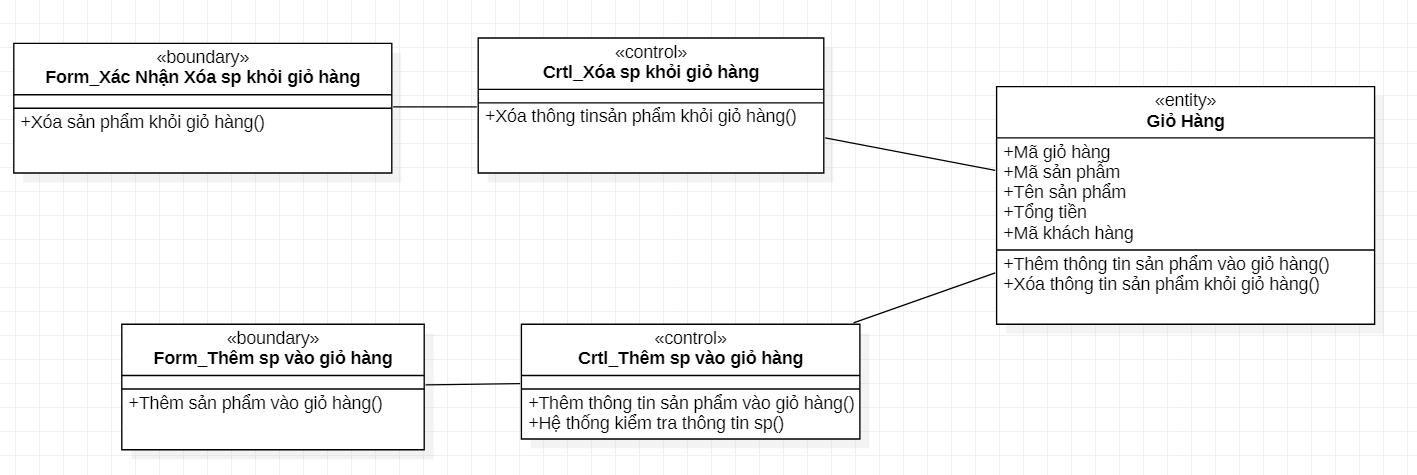 «boundary»
Form_Xác Nhận Xóa sp khỏi giỏ hàng
+Xóa sản phẩm khỏi giỏ hàng()
«control»
Crtl_Xóa sp khỏi giỏ hàng
+Xóa thông tinsản phẩm khỏi giỏ hàng()
«entity»
Giỏ Hàng
+Mã giỏ hàng
+Mã sản phẩm
+Tên sản phẩm
+Tổng tiền
+Mã khách hàng
+Thêm thông tin sản phẩm vào giỏ hàng()
+Xóa thông tin sản phẩm khỏi giỏ hàng()
«boundary»
Form_Thêm sp vào giỏ hàng
+Thêm sản phẩm vào giỏ hàng()
«control»
Crtl_Thêm sp vào giỏ hàng
+Thêm thông tin sản phẩm vào giỏ hàng()
+Hệ thống kiểm tra thông tin sp()